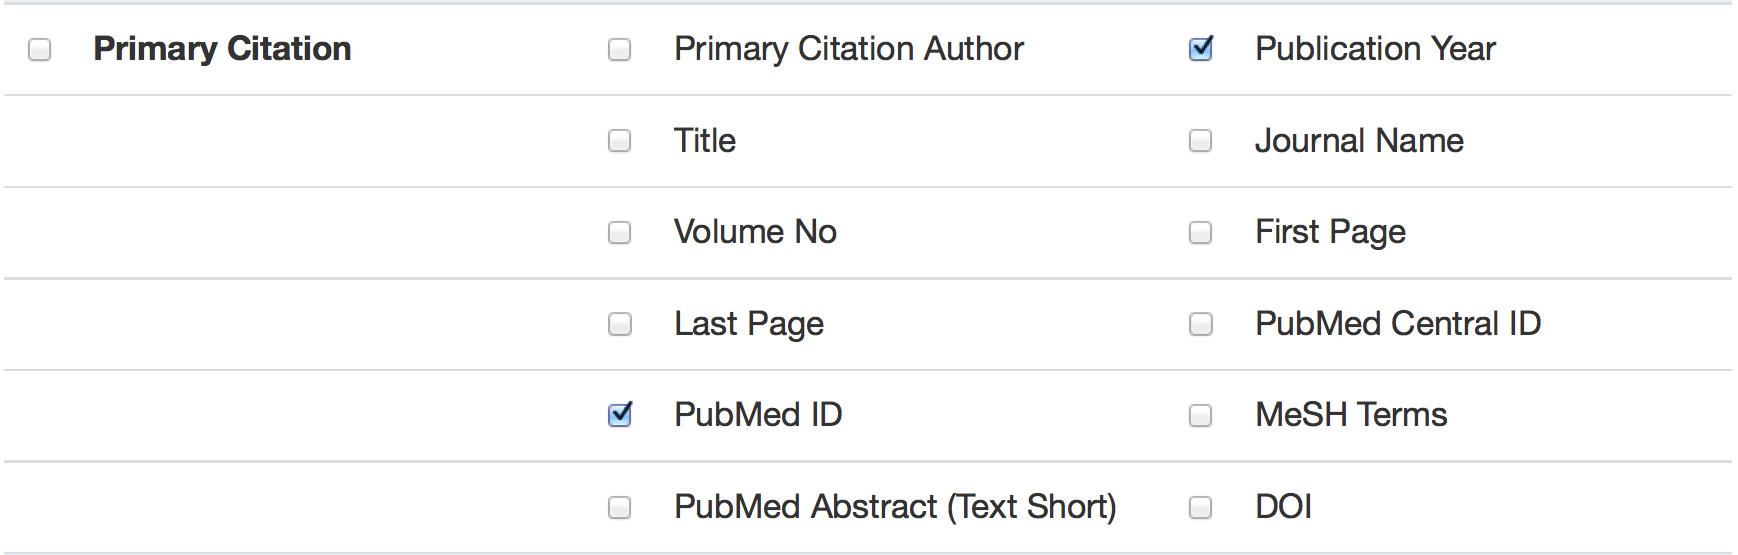 Primary Citation Primary Citation Author Publication Year
Title Journal Name
Volume No First Page
Last Page PubMed Central ID
PubMed ID MeSH Terms
PubMed Abstract (Text Short) DOI